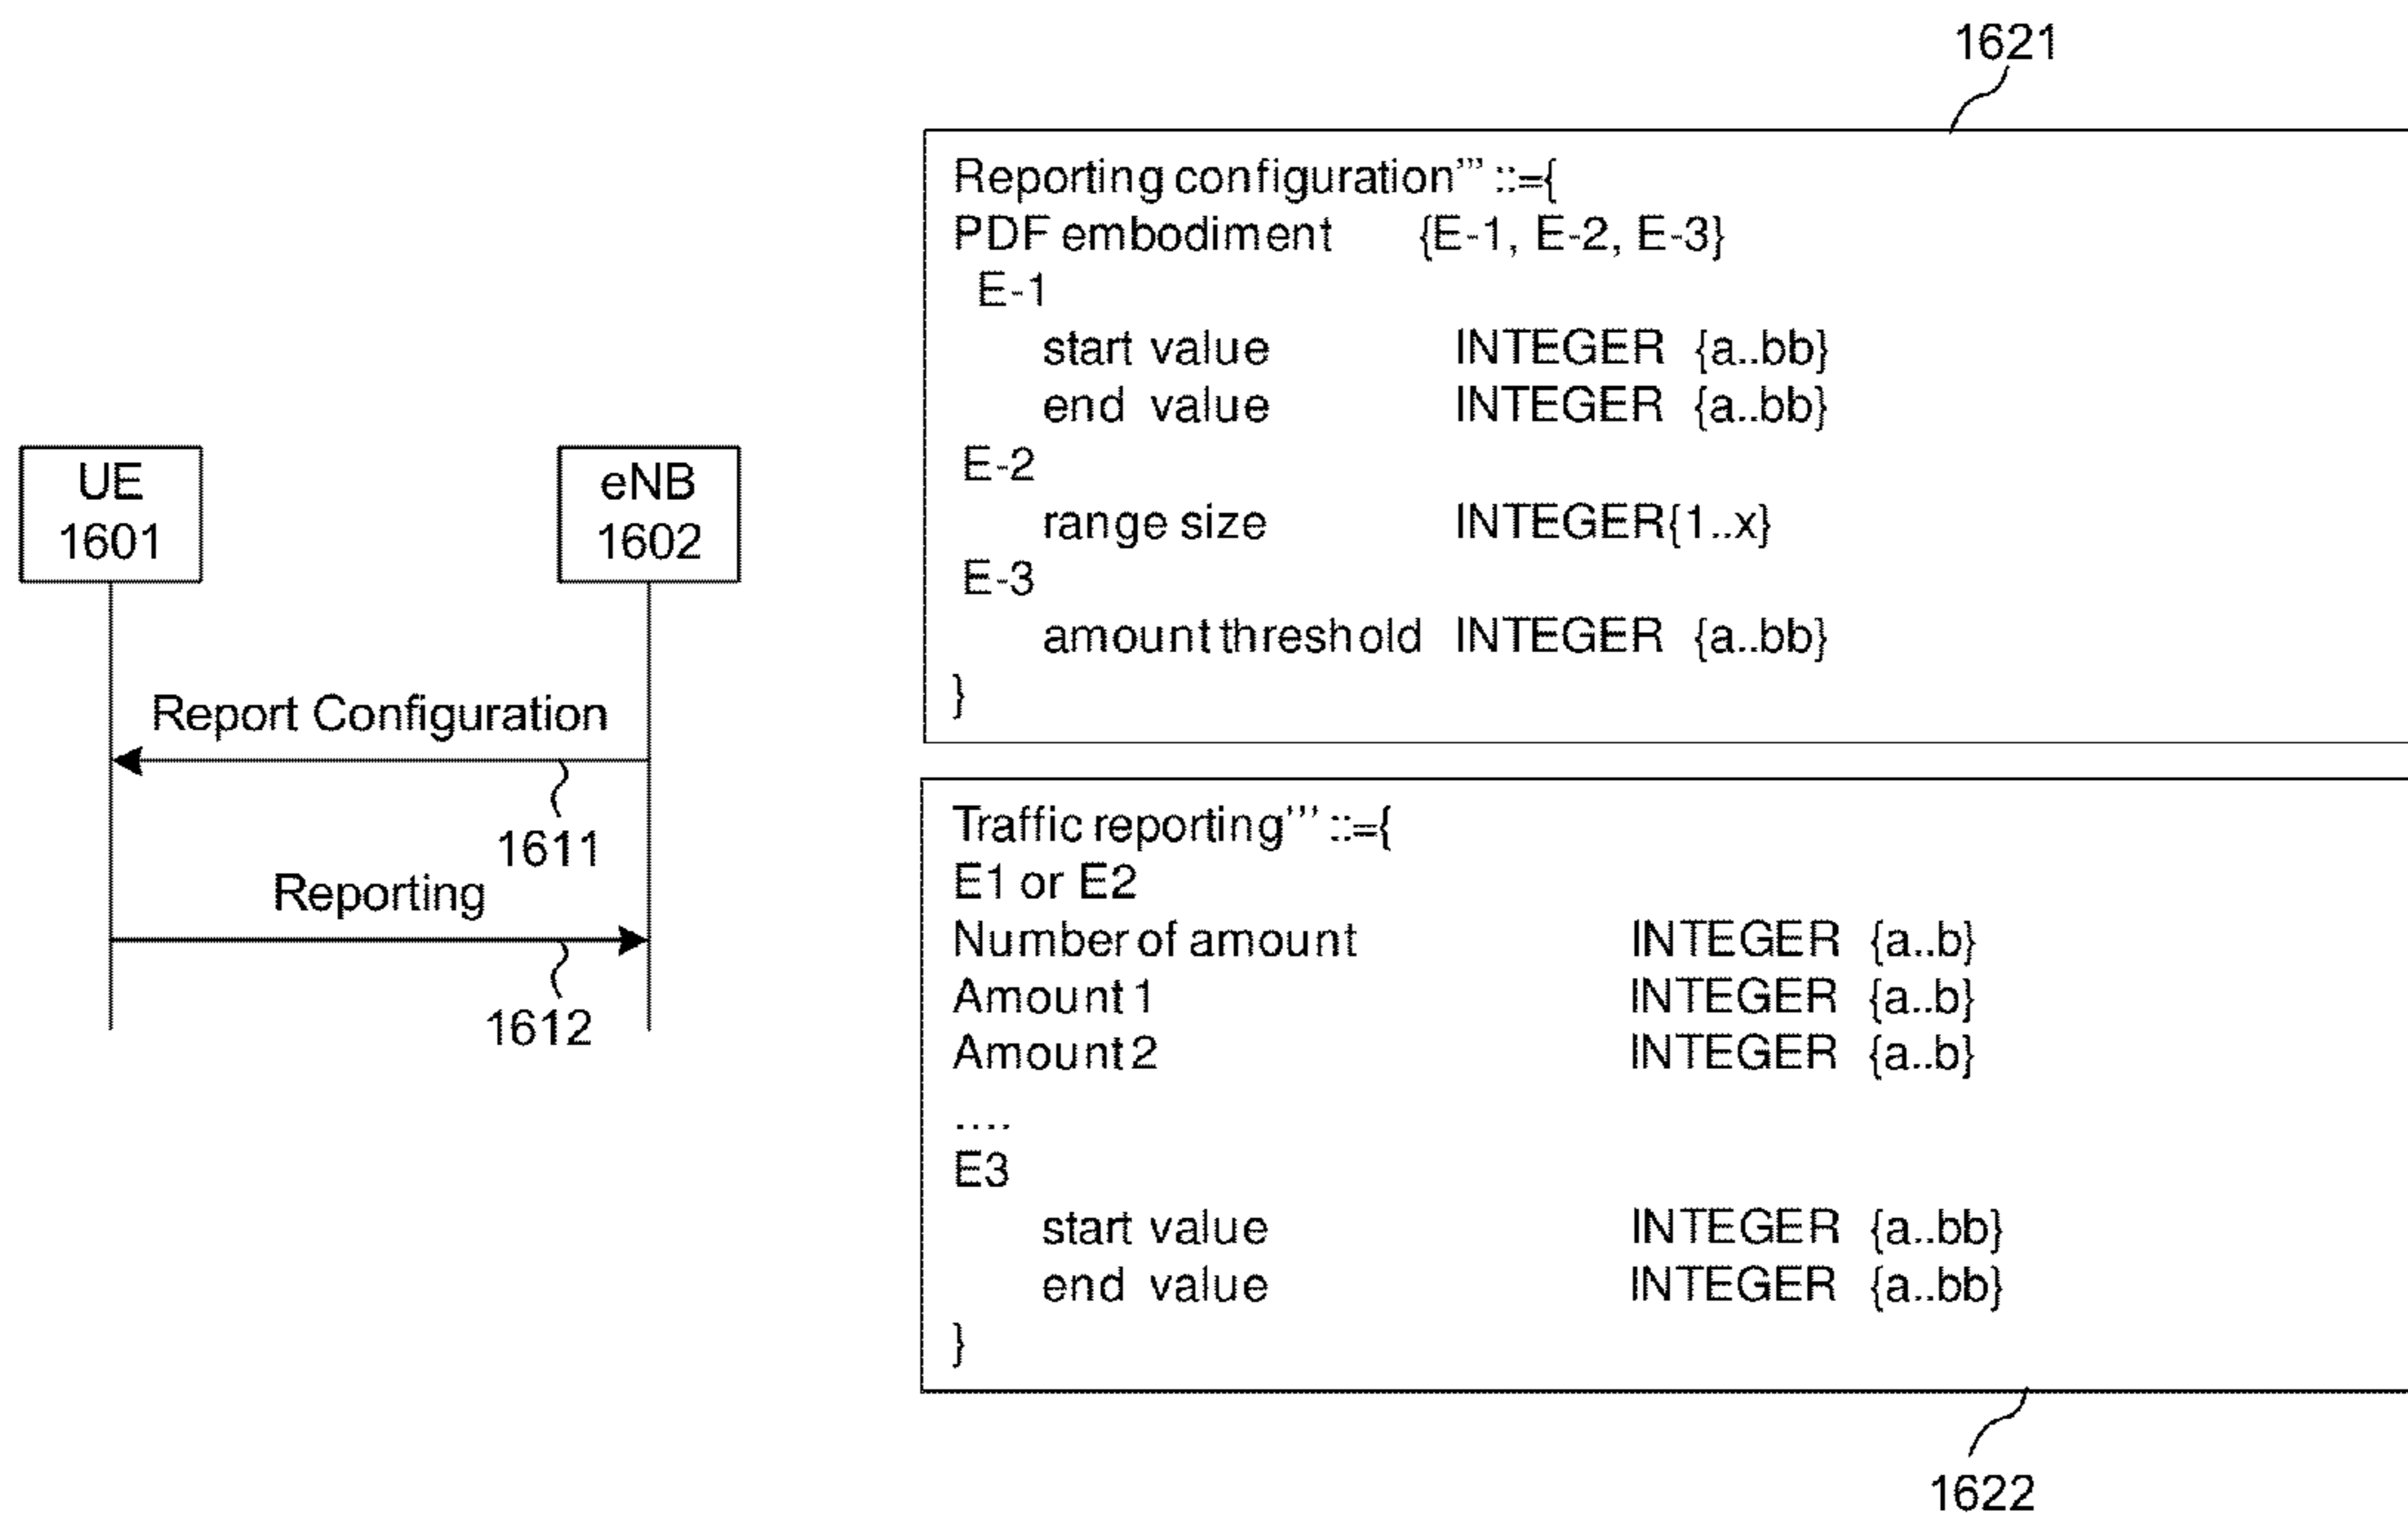 1621
Reporting configuration''' ::={
PDF embodiment {E-1, E-2, E-3}
E-1
start value INTEGER {a..bb}
end value INTEGER {a..bb}
E-2
range size INTEGER{1..x}
E-3
amount threshold INTEGER {a..bb}
}
UE
1601
eNB
1602
Report Configuration
1611
Reporting
1612
Traffic reporting''' ::={
E1 or E2
Number of amount INTEGER {a..b}
Amount 1 INTEGER {a..b}
Amount 2 INTEGER {a..b}
....
E3
start value INTEGER {a..bb}
end value INTEGER {a..bb}
}
1622